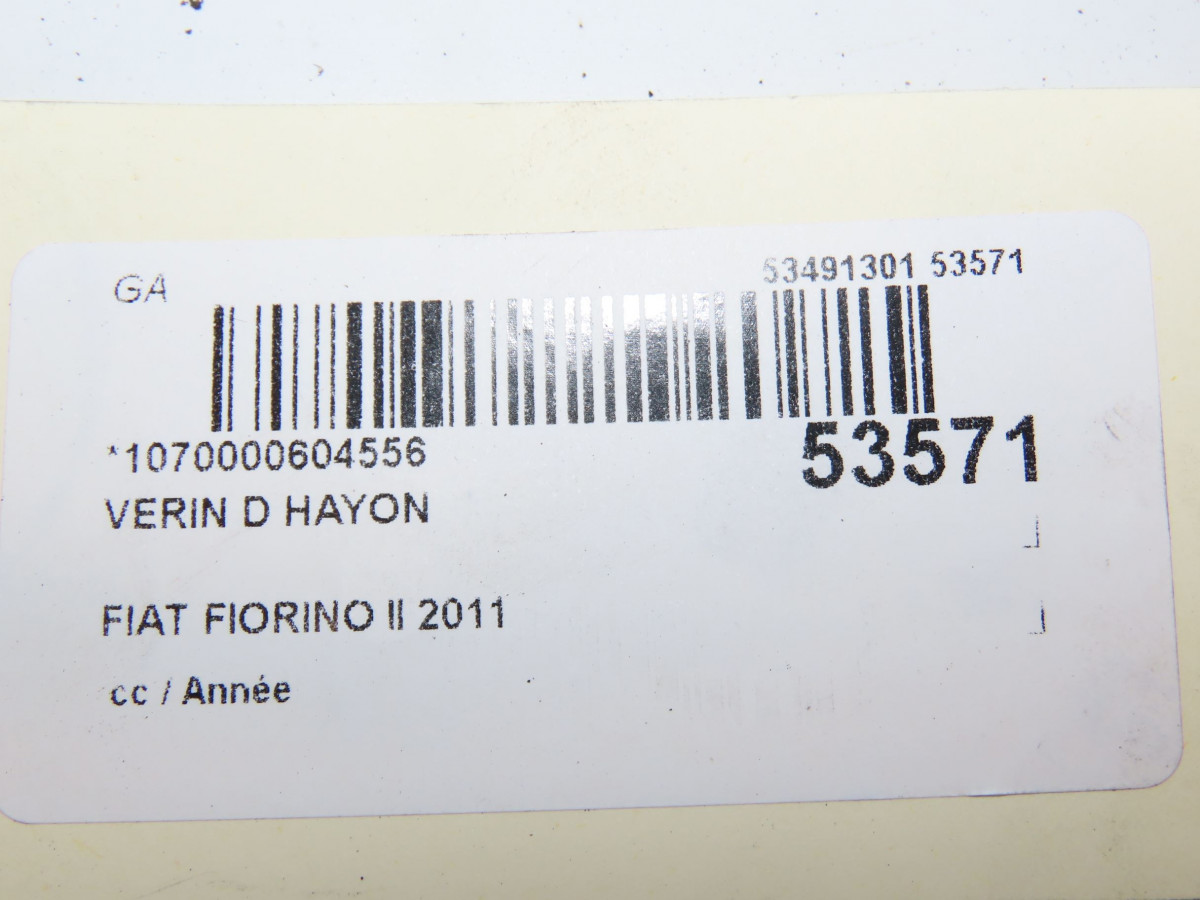 GA
53491301 53571
*1070000604556
53571
VERIN D HAYON
FIAT FIORINO II 2011
cc / Année